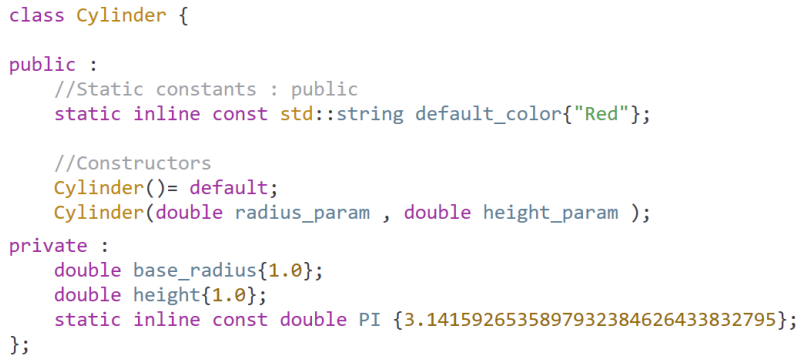 class Cylinder {
public :
//Static constants : public
static inline const std::string default_color{"Red"};
//Constructors
Cylinder()= default;
Cylinder(double radius_param , double height_param );
private :
double base_radius{1.0};
double height{1.0};
static inline const double PI {3.1415926535897932384626433832795};
};